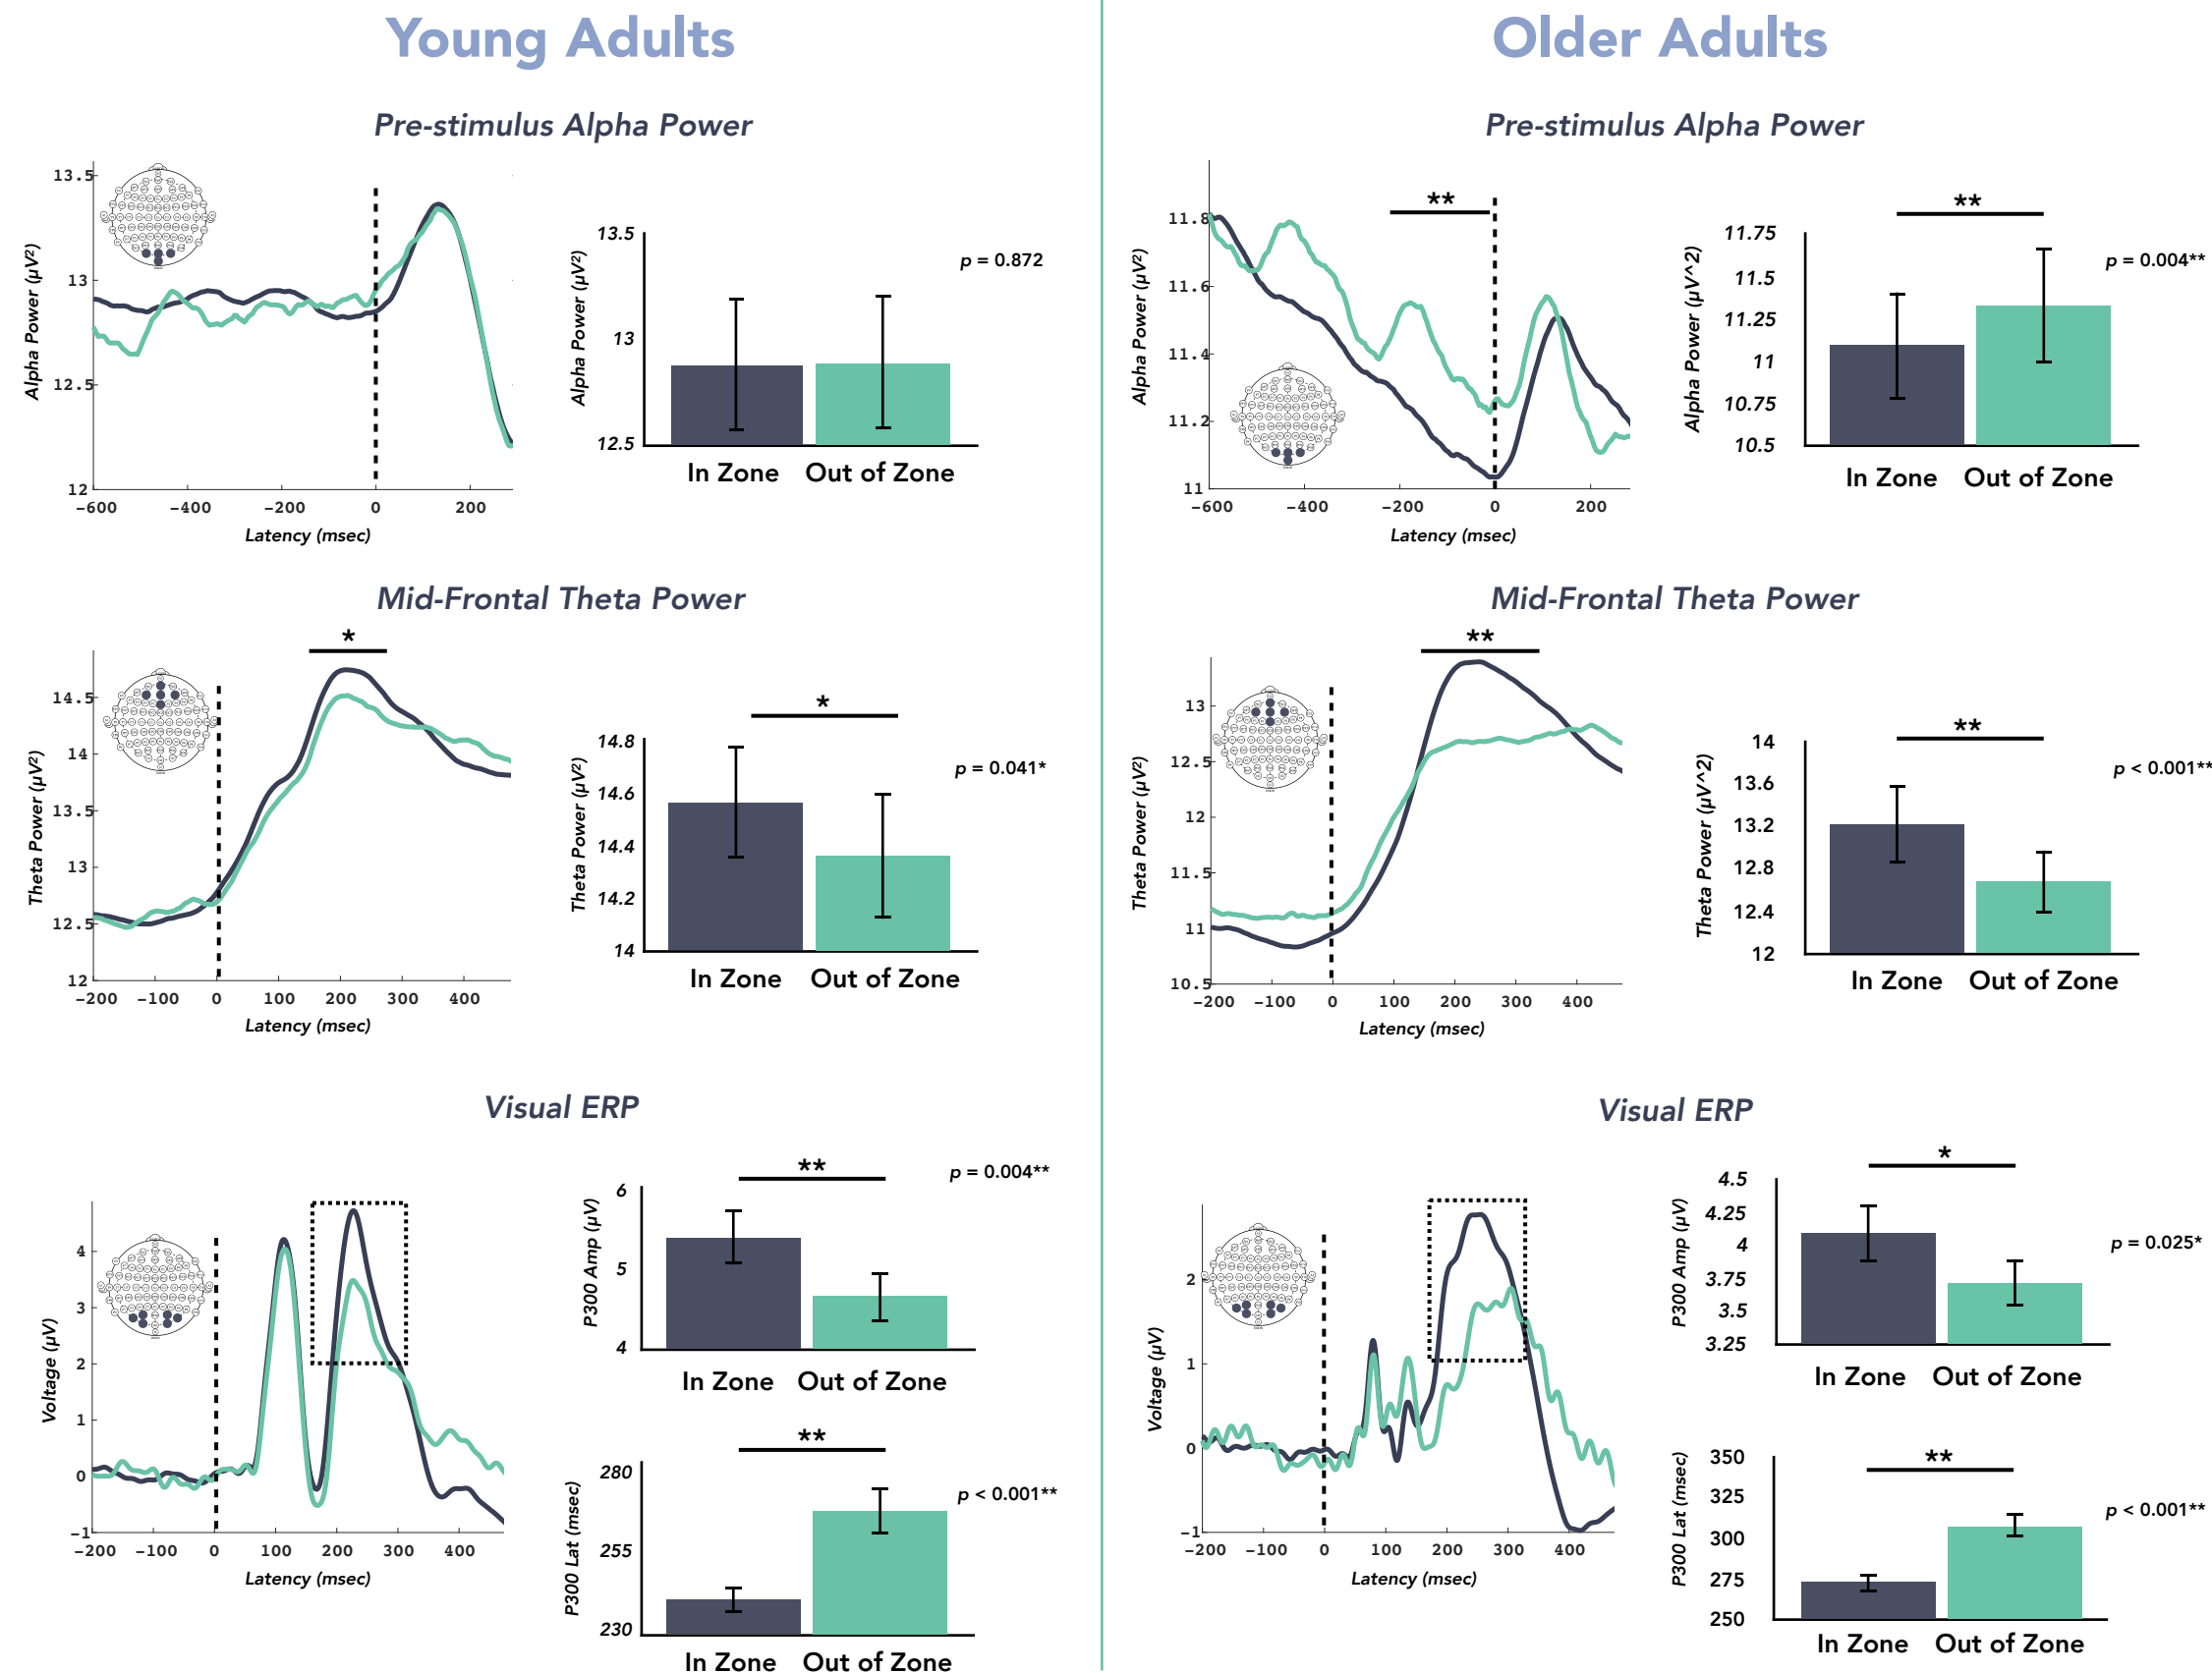 Young Adults
Pre-stimulus Alpha Power
Alpha Power (µV²)
13.5
13
12.5
12
-600 -400 -200 0 200
Latency (msec)
Alpha Power (µV²)
13.5
13
12.5
p = 0.872
In Zone Out of Zone
Mid-Frontal Theta Power
*
Theta Power (µV²)
14.5
14
13.5
13
12.5
12
-200 -100 0 100 200 300 400
Latency (msec)
*
Theta Power (µV²)
14.8
14.6
14.4
14.2
14
p = 0.041*
In Zone Out of Zone
Visual ERP
Voltage (µV)
4
3
2
1
0
-1
-200 -100 0 100 200 300 400
Latency (msec)
**
p = 0.004**
P300 Amp (µV)
6
5
4
In Zone Out of Zone
**
P300 Lat (msec)
280
255
230
p < 0.001**
In Zone Out of Zone
Older Adults
Pre-stimulus Alpha Power
**
Alpha Power (µV²)
11.8
11.6
11.4
11.2
11
-600 -400 -200 0 200
Latency (msec)
**
Alpha Power (µV^2)
11.75
11.5
11.25
11
10.75
10.5
p = 0.004**
In Zone Out of Zone
Mid-Frontal Theta Power
**
Theta Power (µV²)
13
12.5
12
11.5
11
10.5
-200 -100 0 100 200 300 400
Latency (msec)
**
Theta Power (µV^2)
14
13.6
13.2
12.8
12.4
12
p < 0.001**
In Zone Out of Zone
Visual ERP
Voltage (µV)
2
1
0
-1
-200 -100 0 100 200 300 400
Latency (msec)
*
P300 Amp (µV)
4.5
4.25
4
3.75
3.5
3.25
p = 0.025*
In Zone Out of Zone
**
P300 Lat (msec)
350
325
300
275
250
p < 0.001**
In Zone Out of Zone